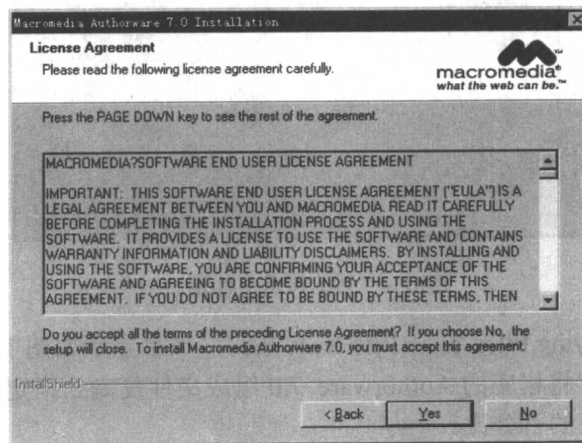 Macromedia Authorware 7.0 Installation
License Agreement
Please read the following license agreement carefully.
macromedia®
what the web can be.™
Press the PAGE DOWN key to see the rest of the agreement.
MACROMEDIA?SOFTWARE END USER LICENSE AGREEMENT
IMPORTANT: THIS SOFTWARE END USER LICENSE AGREEMENT ("EULA") IS A
LEGAL AGREEMENT BETWEEN YOU AND MACROMEDIA. READ IT CAREFULLY
BEFORE COMPLETING THE INSTALLATION PROCESS AND USING THE
SOFTWARE. IT PROVIDES A LICENSE TO USE THE SOFTWARE AND CONTAINS
WARRANTY INFORMATION AND LIABILITY DISCLAIMERS. BY INSTALLING AND
USING THE SOFTWARE, YOU ARE CONFIRMING YOUR ACCEPTANCE OF THE
SOFTWARE AND AGREEING TO BECOME BOUND BY THE TERMS OF THIS
AGREEMENT. IF YOU DO NOT AGREE TO BE BOUND BY THESE TERMS, THEN
Do you accept all the terms of the preceding License Agreement? If you choose No, the
setup will close. To install Macromedia Authorware 7.0, you must accept this agreement.
InstallShield
< Back Yes No